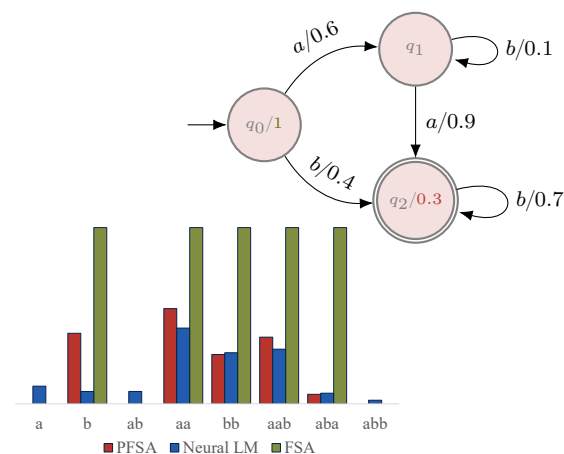 a/0.6
q1
b/0.1
q0/1
a/0.9
b/0.4
q2/0.3
b/0.7
a b ab aa bb aab aba abb
PFSA Neural LM FSA